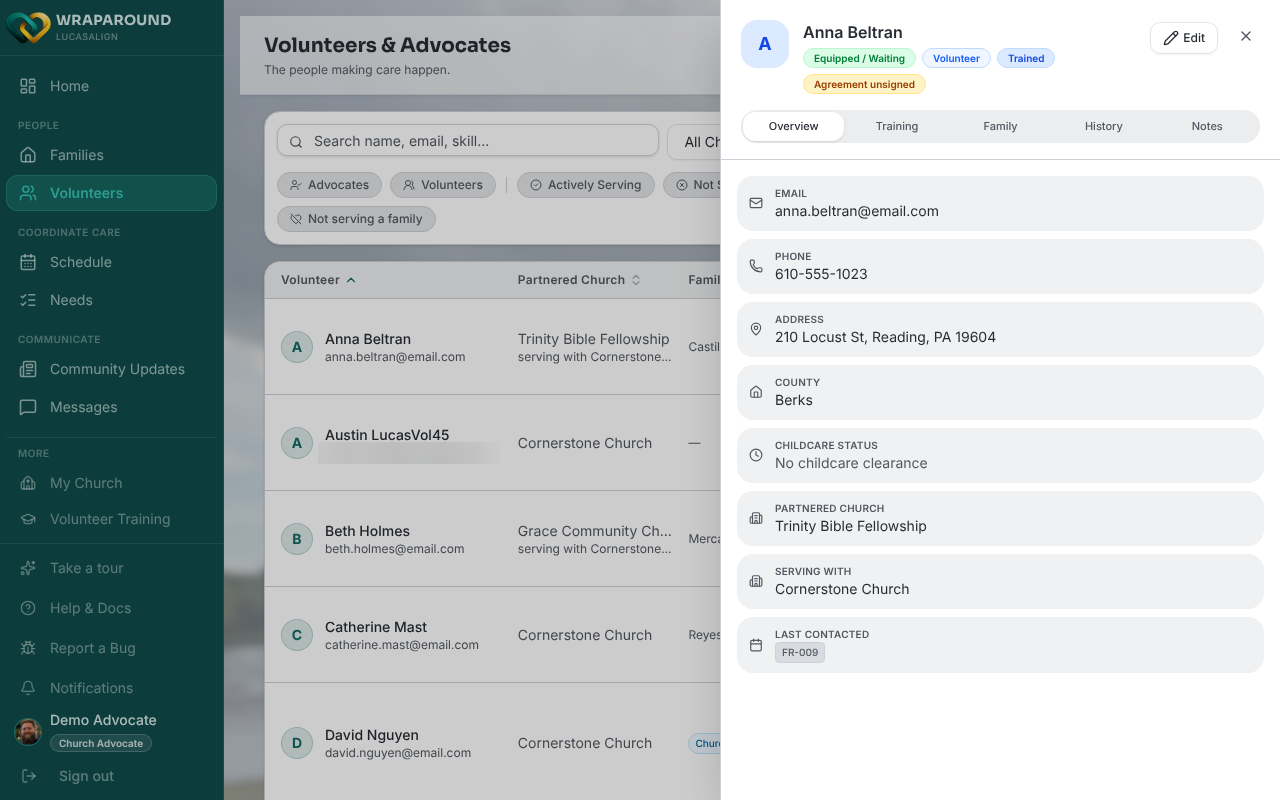 WRAPAROUND
LUCASALIGN
Home
PEOPLE
Families
Volunteers
COORDINATE CARE
Schedule
Needs
COMMUNICATE
Community Updates
Messages
MORE
My Church
Volunteer Training
Take a tour
Help & Docs
Report a Bug
Notifications
Demo Advocate
Church Advocate
Sign out
Volunteers & Advocates
The people making care happen.
Search name, email, skill...
All Ch
Advocates
Volunteers
Actively Serving
Not S
Not serving a family
Volunteer
Partnered Church
Famil
A
Anna Beltran
anna.beltran@email.com
Trinity Bible Fellowship
serving with Cornerstone...
Castil
A
Austin LucasVol45
Cornerstone Church
—
B
Beth Holmes
beth.holmes@email.com
Grace Community Ch...
serving with Cornerstone...
Merca
C
Catherine Mast
catherine.mast@email.com
Cornerstone Church
Reyes
D
David Nguyen
david.nguyen@email.com
Cornerstone Church
Churc
A
Anna Beltran
Equipped / Waiting
Volunteer
Trained
Agreement unsigned
Edit
Overview
Training
Family
History
Notes
EMAIL
anna.beltran@email.com
PHONE
610-555-1023
ADDRESS
210 Locust St, Reading, PA 19604
COUNTY
Berks
CHILDCARE STATUS
No childcare clearance
PARTNERED CHURCH
Trinity Bible Fellowship
SERVING WITH
Cornerstone Church
LAST CONTACTED
FR-009